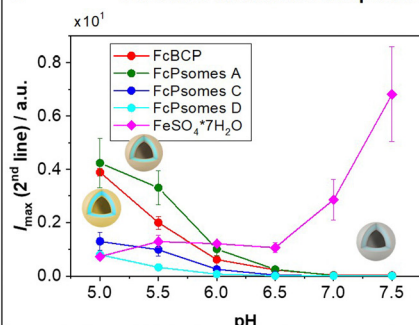 x10¹
0.8
0.6
0.4
0.2
0.0
Imax (2nd line) / a.u.
FcBCP
FcPsomes A
FcPsomes C
FcPsomes D
FeSO₄*7H₂O
5.0 5.5 6.0 6.5 7.0 7.5
pH